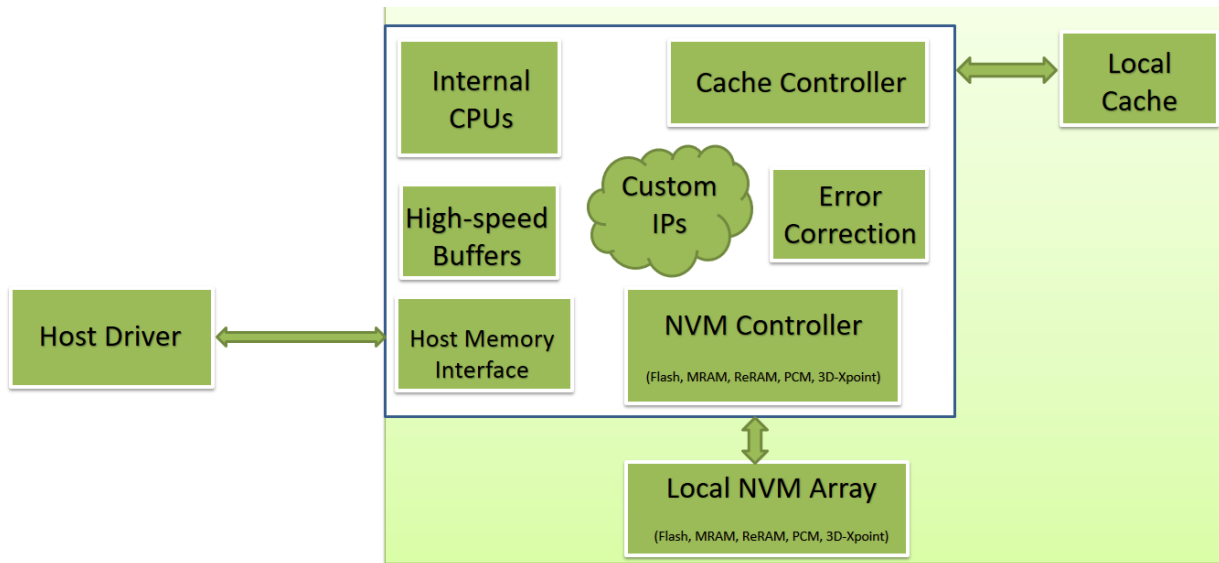 Internal
CPUs
Cache Controller
Local
Cache
High-speed
Buffers
Custom
IPs
Error
Correction
Host Driver
Host Memory
Interface
NVM Controller
(Flash, MRAM, ReRAM, PCM, 3D-Xpoint)
Local NVM Array
(Flash, MRAM, ReRAM, PCM, 3D-Xpoint)